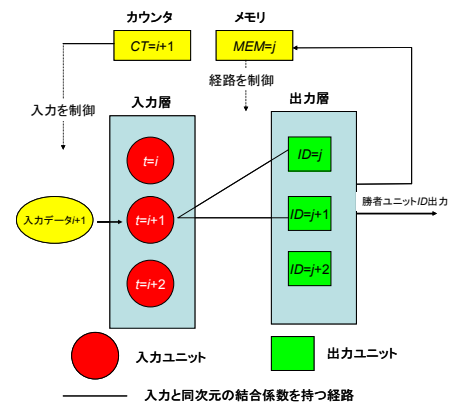 カウンタ
メモリ
CT=i+1
MEM=j
経路を制御
入力を制御
入力層
出力層
t=i
ID=j
入力データi+1
t=i+1
ID=j+1
勝者ユニットID出力
t=i+2
ID=j+2
入力ユニット
出力ユニット
入力と同次元の結合係数を持つ経路